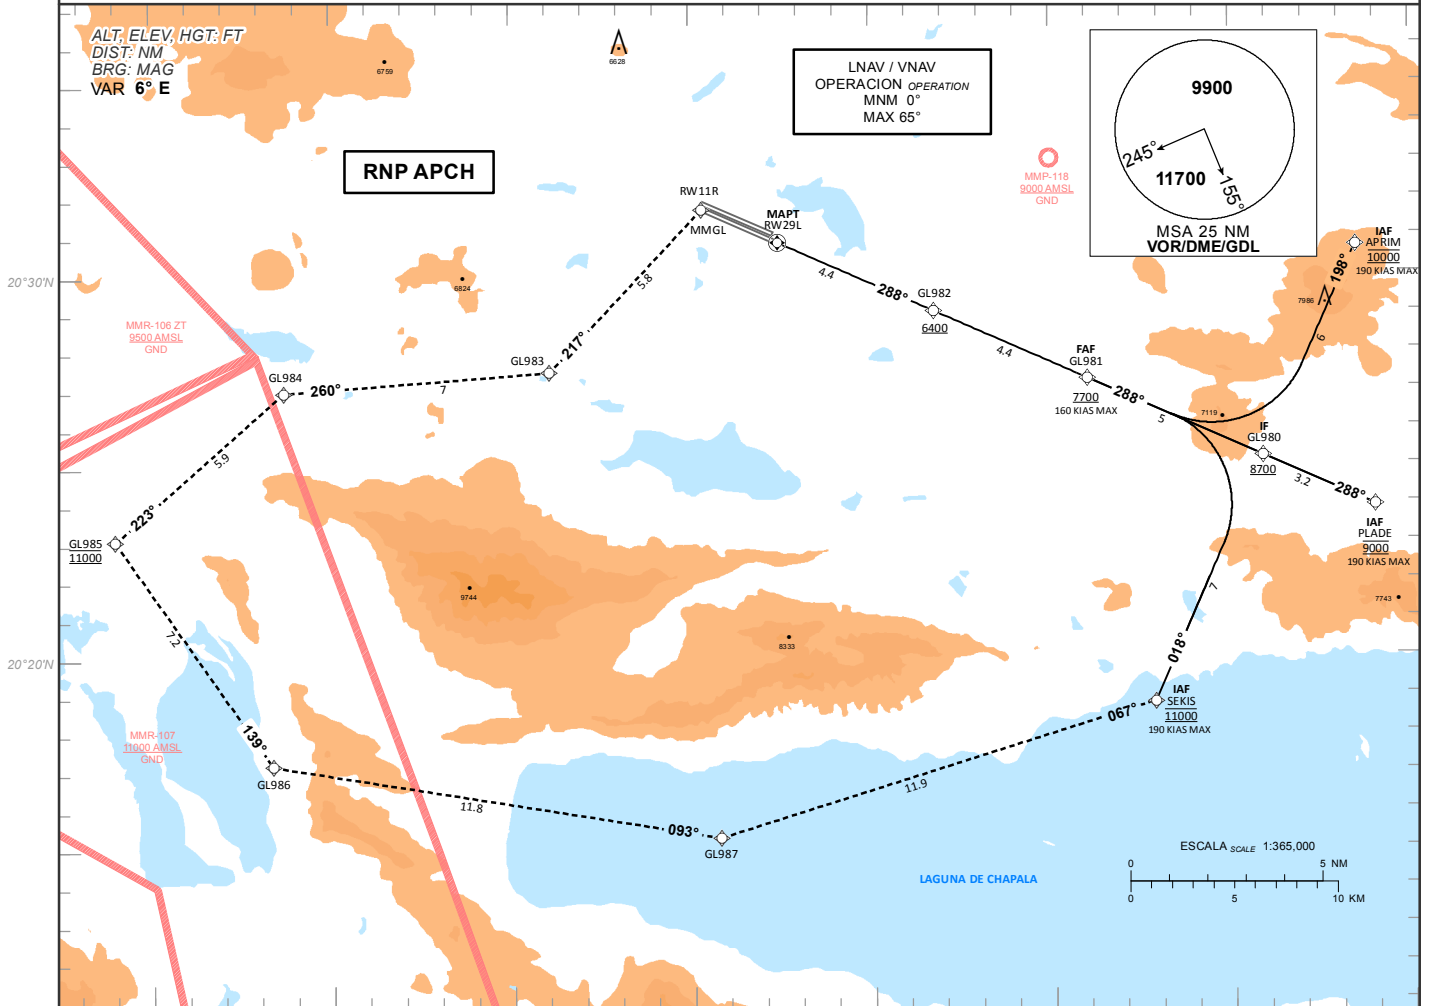 ALT, ELEV, HGT: FT
DIST: NM
BRG: MAG
VAR 6° E
6759
6628
RNP APCH
LNAV / VNAV
OPERACION OPERATION
MNM 0°
MAX 65°
9900
245°
11700
155°
MSA 25 NM
VOR/DME/GDL
MMP-118
9000 AMSL
GND
RW11R
MMGL
MAPT
RW29L
IAF
APRIM
10000
190 KIAS MAX
198°
7986
6
20°30'N
6824
5.8
4.4
288°
GL982
6400
4.4
MMR-106 ZT
9500 AMSL
GND
217°
GL983
FAF
GL981
7700
160 KIAS MAX
288°
5
7119
IF
GL980
8700
3.2
288°
GL984
260°
7
5.9
223°
GL985
11000
IAF
PLADE
9000
190 KIAS MAX
7743
9744
7
7.2
8333
018°
20°20'N
IAF
SEKIS
11000
190 KIAS MAX
067°
139°
MMR-107
11000 AMSL
GND
GL986
11.8
11.9
093°
GL987
LAGUNA DE CHAPALA
ESCALA SCALE 1:365,000
0 5 NM
0 5 10 KM